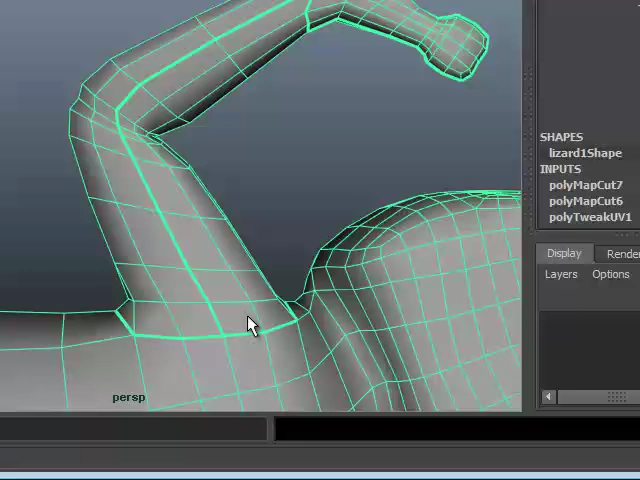 SHAPES
lizard1Shape
INPUTS
polyMapCut7
polyMapCut6
polyTweakUV1
Display
Layers Options
persp